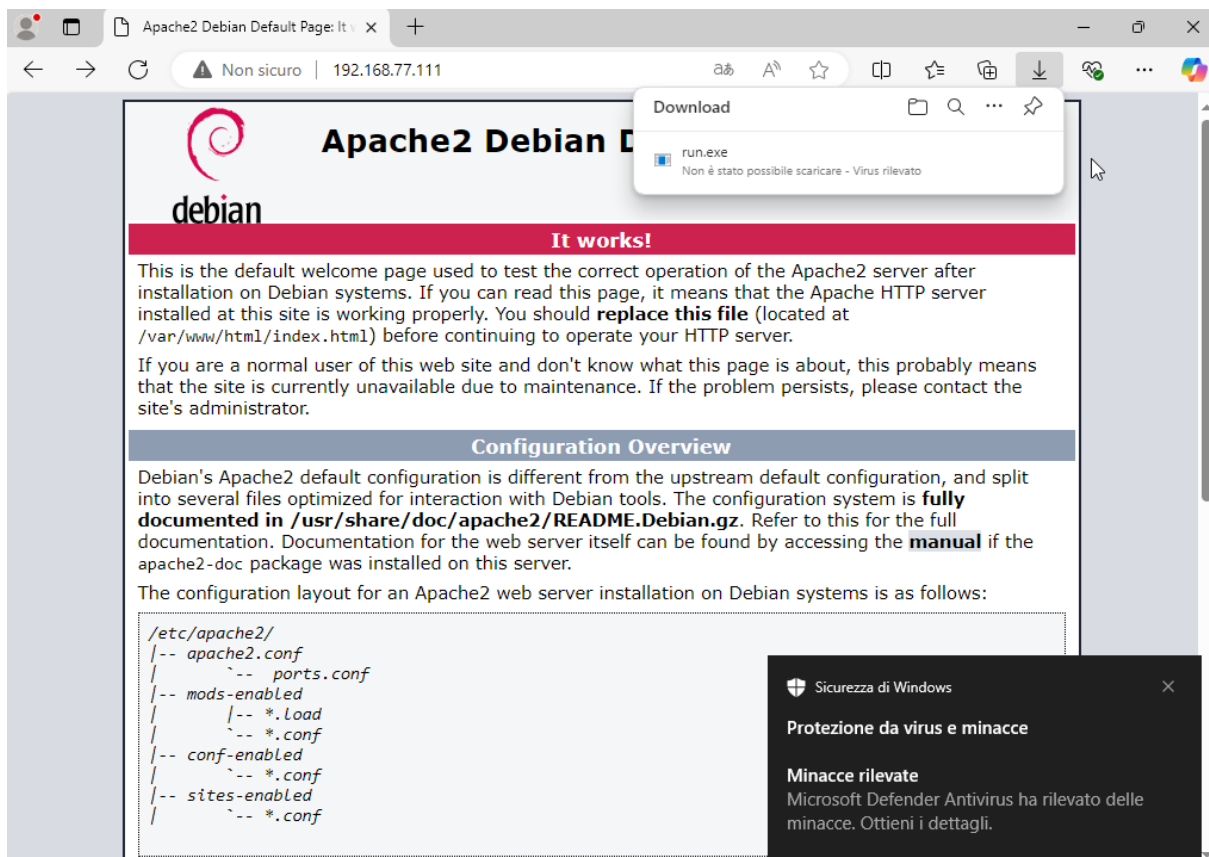 Apache2 Debian Default Page: It w
Non sicuro
192.168.77.111
Download
run.exe
Non è stato possibile scaricare - Virus rilevato
Apache2 Debian D
debian
It works!
This is the default welcome page used to test the correct operation of the Apache2 server after
installation on Debian systems. If you can read this page, it means that the Apache HTTP server
installed at this site is working properly. You should replace this file (located at
/var/www/html/index.html) before continuing to operate your HTTP server.
If you are a normal user of this web site and don't know what this page is about, this probably means
that the site is currently unavailable due to maintenance. If the problem persists, please contact the
site's administrator.
Configuration Overview
Debian's Apache2 default configuration is different from the upstream default configuration, and split
into several files optimized for interaction with Debian tools. The configuration system is fully
documented in /usr/share/doc/apache2/README.Debian.gz. Refer to this for the full
documentation. Documentation for the web server itself can be found by accessing the manual if the
apache2-doc package was installed on this server.
The configuration layout for an Apache2 web server installation on Debian systems is as follows:
/etc/apache2/
|-- apache2.conf
|       `--  ports.conf
|-- mods-enabled
|       |-- *.load
|       `-- *.conf
|-- conf-enabled
|       `-- *.conf
|-- sites-enabled
|       `-- *.conf
Sicurezza di Windows
Protezione da virus e minacce
Minacce rilevate
Microsoft Defender Antivirus ha rilevato delle
minacce. Ottieni i dettagli.